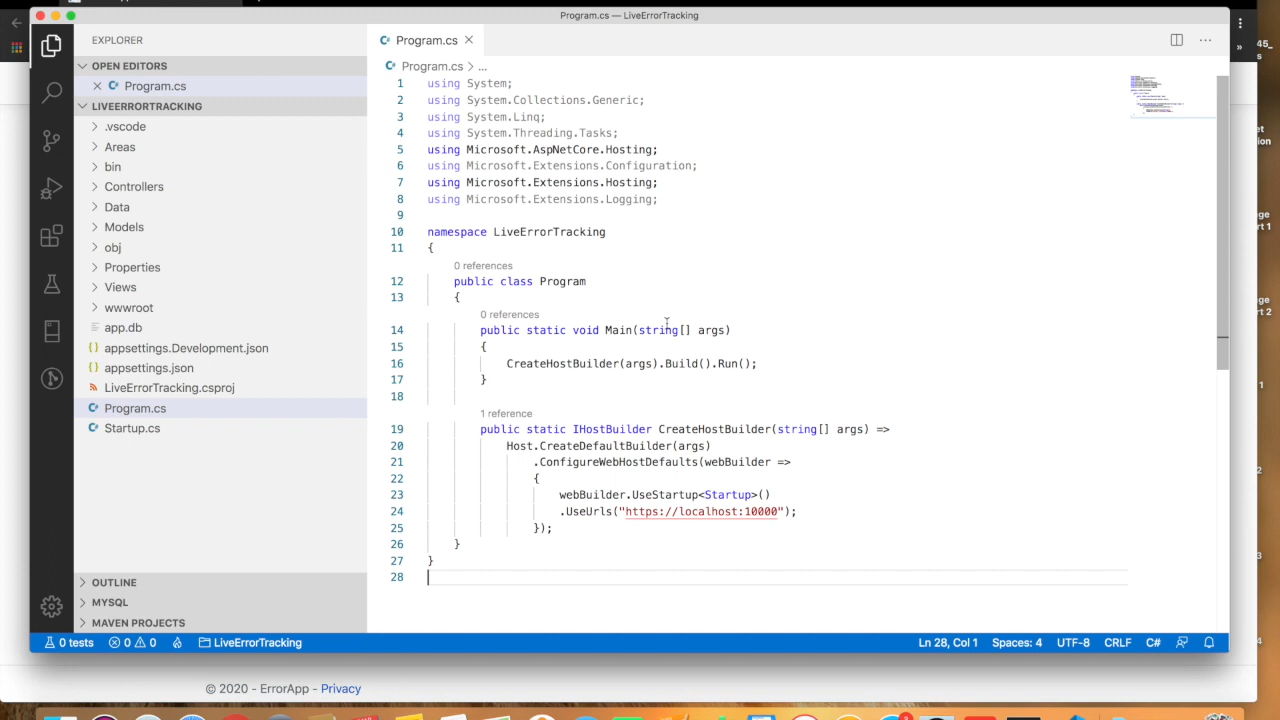 Program.cs — LiveErrorTracking
EXPLORER
OPEN EDITORS
Program.cs
LIVEERRORTRACKING
.vscode
Areas
bin
Controllers
Data
Models
obj
Properties
Views
wwwroot
app.db
appsettings.Development.json
appsettings.json
LiveErrorTracking.csproj
Program.cs
Startup.cs
OUTLINE
MYSQL
MAVEN PROJECTS
Program.cs
Program.cs > ...
1 using System;
2 using System.Collections.Generic;
3 using System.Linq;
4 using System.Threading.Tasks;
5 using Microsoft.AspNetCore.Hosting;
6 using Microsoft.Extensions.Configuration;
7 using Microsoft.Extensions.Hosting;
8 using Microsoft.Extensions.Logging;
9
10 namespace LiveErrorTracking
11 {
0 references
12 public class Program
13 {
0 references
14 public static void Main(string[] args)
15 {
16 CreateHostBuilder(args).Build().Run();
17 }
18
1 reference
19 public static IHostBuilder CreateHostBuilder(string[] args) =>
20 Host.CreateDefaultBuilder(args)
21 .ConfigureWebHostDefaults(webBuilder =>
22 {
23 webBuilder.UseStartup<Startup>()
24 .UseUrls("https://localhost:10000");
25 });
26 }
27 }
28
0 tests 0 0 LiveErrorTracking Ln 28, Col 1 Spaces: 4 UTF-8 CRLF C#
© 2020 - ErrorApp - Privacy